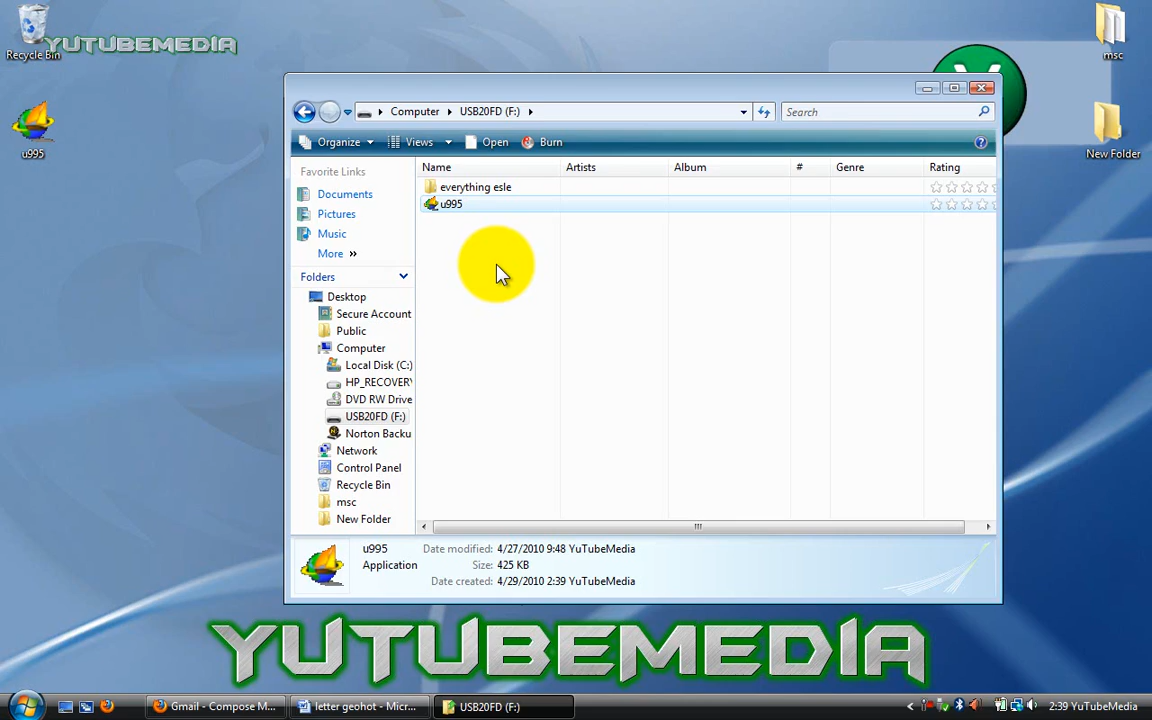 Recycle Bin
YUTUBEMEDIA
msc
u995
New Folder
Computer
USB20FD (F:)
Search
Organize
Views
Open
Burn
Favorite Links
Documents
Pictures
Music
More »
Folders
Desktop
Secure Account
Public
Computer
Local Disk (C:)
HP_RECOVERY
DVD RW Drive
USB20FD (F:)
Norton Backu
Network
Control Panel
Recycle Bin
msc
New Folder
Name Artists Album # Genre Rating
everything esle
u995
u995
Application
Date modified: 4/27/2010 9:48 YuTubeMedia
Size: 425 KB
Date created: 4/29/2010 2:39 YuTubeMedia
YUTUBEMEDIA
Gmail - Compose M...
letter geohot - Micr...
USB20FD (F:)
2:39 YuTubeMedia